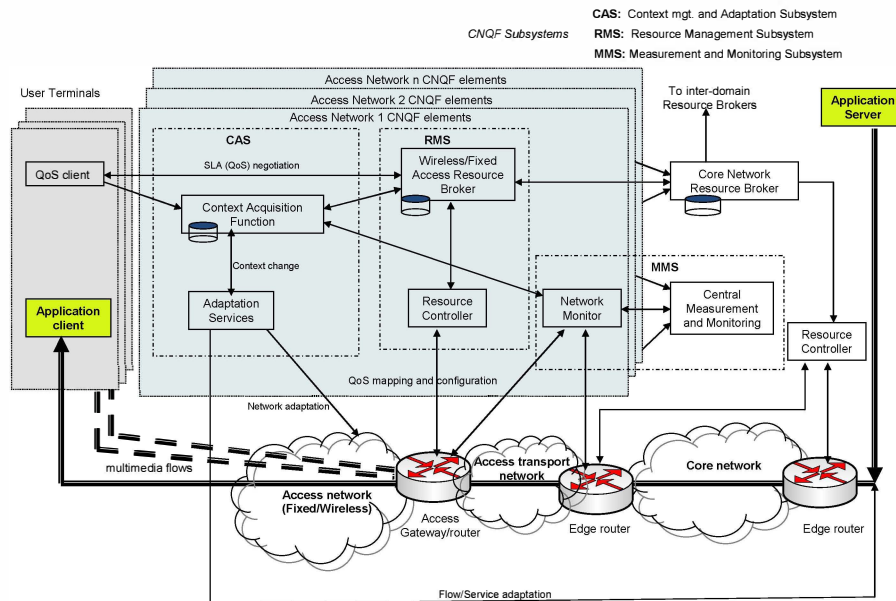 CAS: Context mgt. and Adaptation Subsystem
CNQF Subsystems
RMS: Resource Management Subsystem
MMS: Measurement and Monitoring Subsystem
User Terminals
Access Network n CNQF elements
Access Network 2 CNQF elements
Access Network 1 CNQF elements
To inter-domain
Resource Brokers
Application
Server
CAS
RMS
QoS client
SLA (QoS) negotiation
Wireless/Fixed
Access Resource
Broker
Core Network
Resource Broker
Context Acquisition
Function
Context change
MMS
Application
client
Adaptation
Services
Resource
Controller
Network
Monitor
Central
Measurement
and Monitoring
Resource
Controller
QoS mapping and configuration
Network adaptation
multimedia flows
Access network
(Fixed/Wireless)
Access
Gateway/router
Access transport
network
Edge router
Core network
Edge router
Flow/Service adaptation